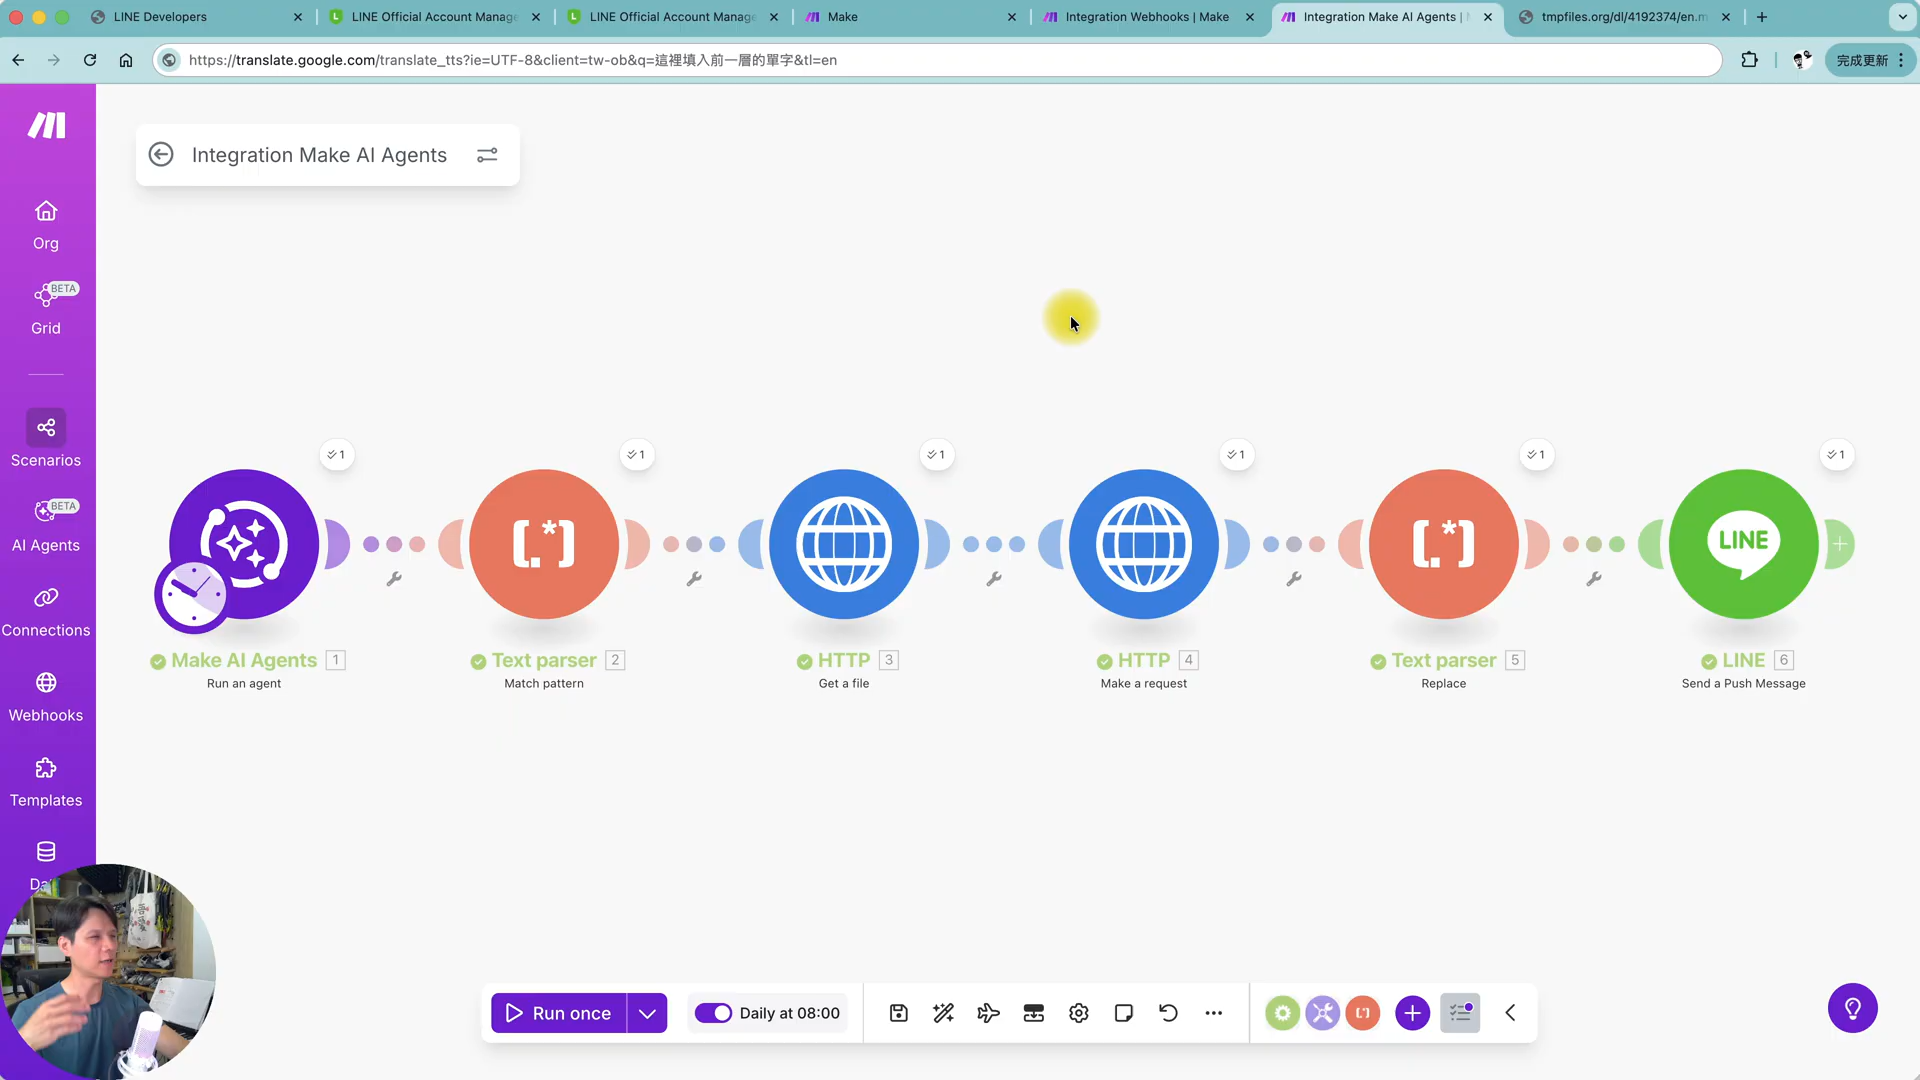 LINE Developers
LINE Official Account Manag
LINE Official Account Manag
Make
Integration Webhooks | Make
Integration Make AI Agents |
tmpfiles.org/dl/4192374/en.m
https://translate.google.com/translate_tts?ie=UTF-8&client=tw-ob&q=這裡填入前一層的單字&tl=en
完成更新
Integration Make AI Agents
Org
BETA
Grid
Scenarios
BETA
AI Agents
Connections
Webhooks
Templates
1
1
1
1
1
1
[.*]
[.*]
LINE
Make AI Agents 1
Run an agent
Text parser 2
Match pattern
HTTP 3
Get a file
HTTP 4
Make a request
Text parser 5
Replace
LINE 6
Send a Push Message
Run once
Daily at 08:00